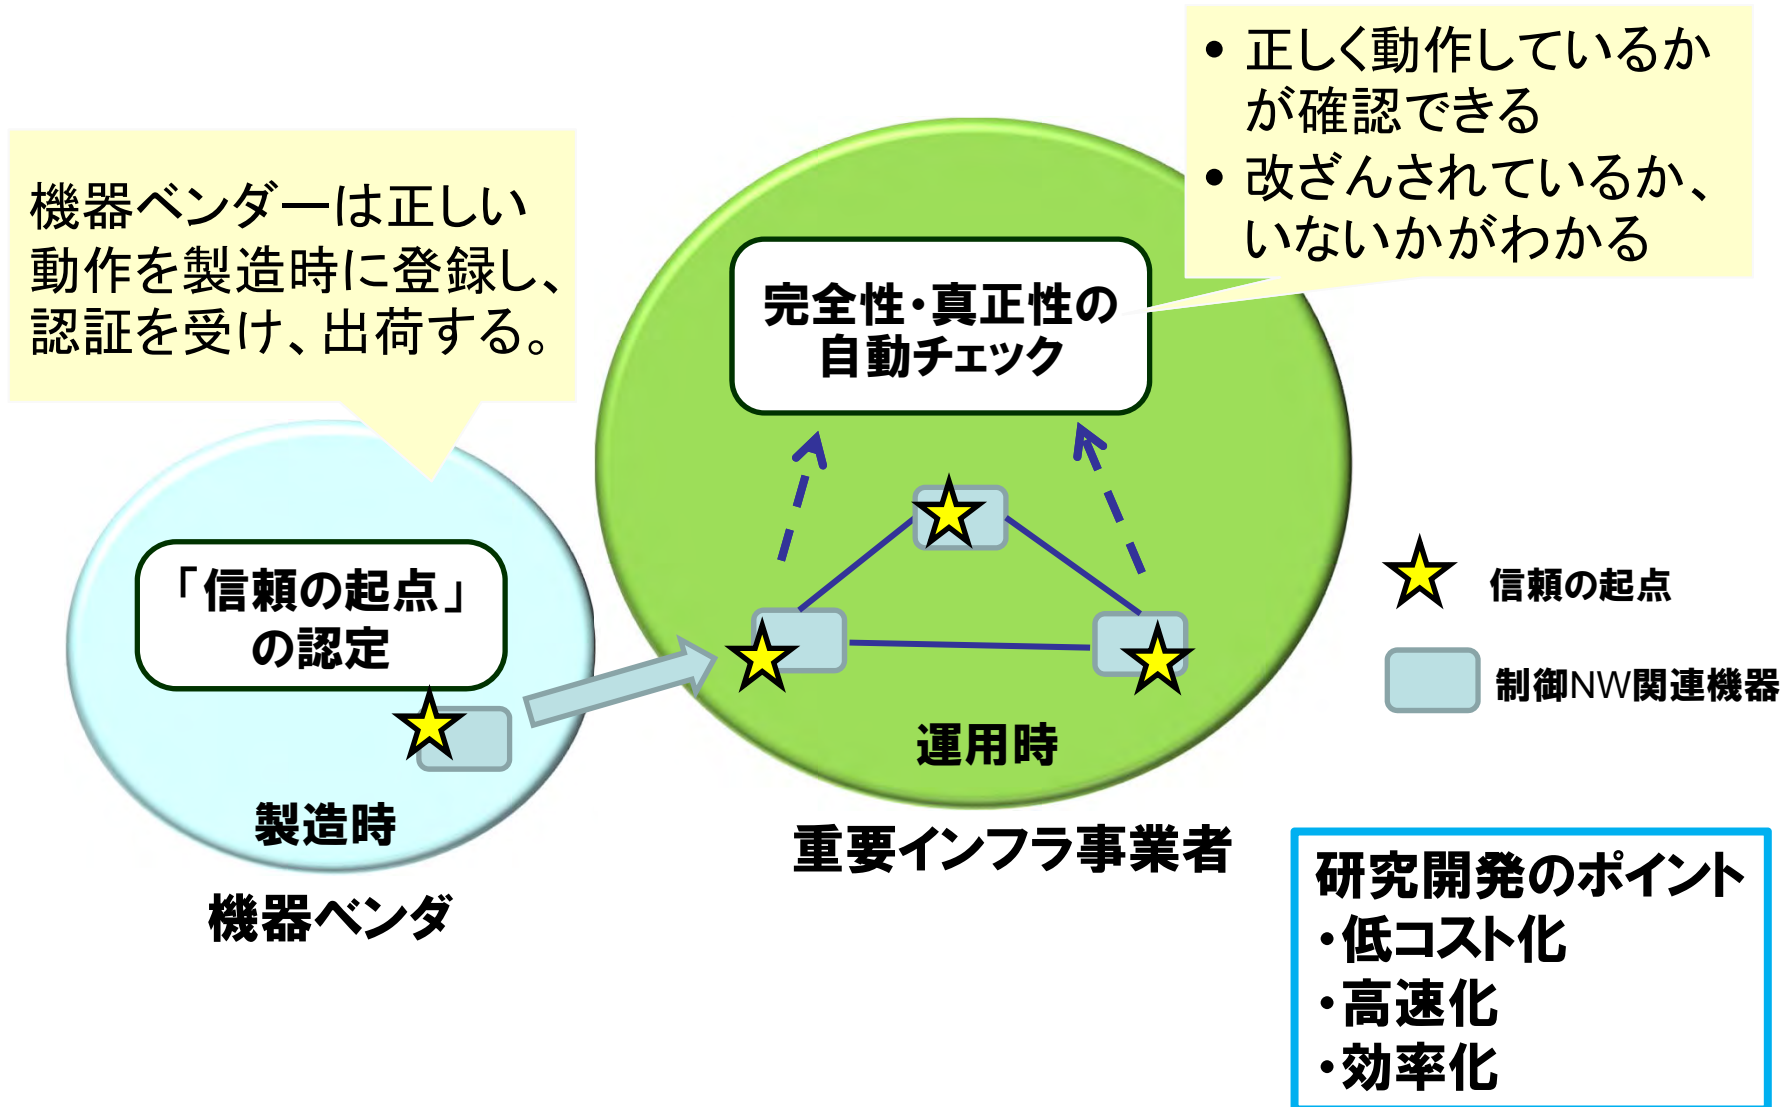 機器ベンダーは正しい
動作を製造時に登録し、
認証を受け、出荷する。
「信頼の起点」
の認定
製造時
機器ベンダ
• 正しく動作しているか
が確認できる
• 改ざんされているか、
いないかがわかる
完全性・真正性の
自動チェック
運用時
重要インフラ事業者
信頼の起点
制御NW関連機器
研究開発のポイント
・低コスト化
・高速化
・効率化